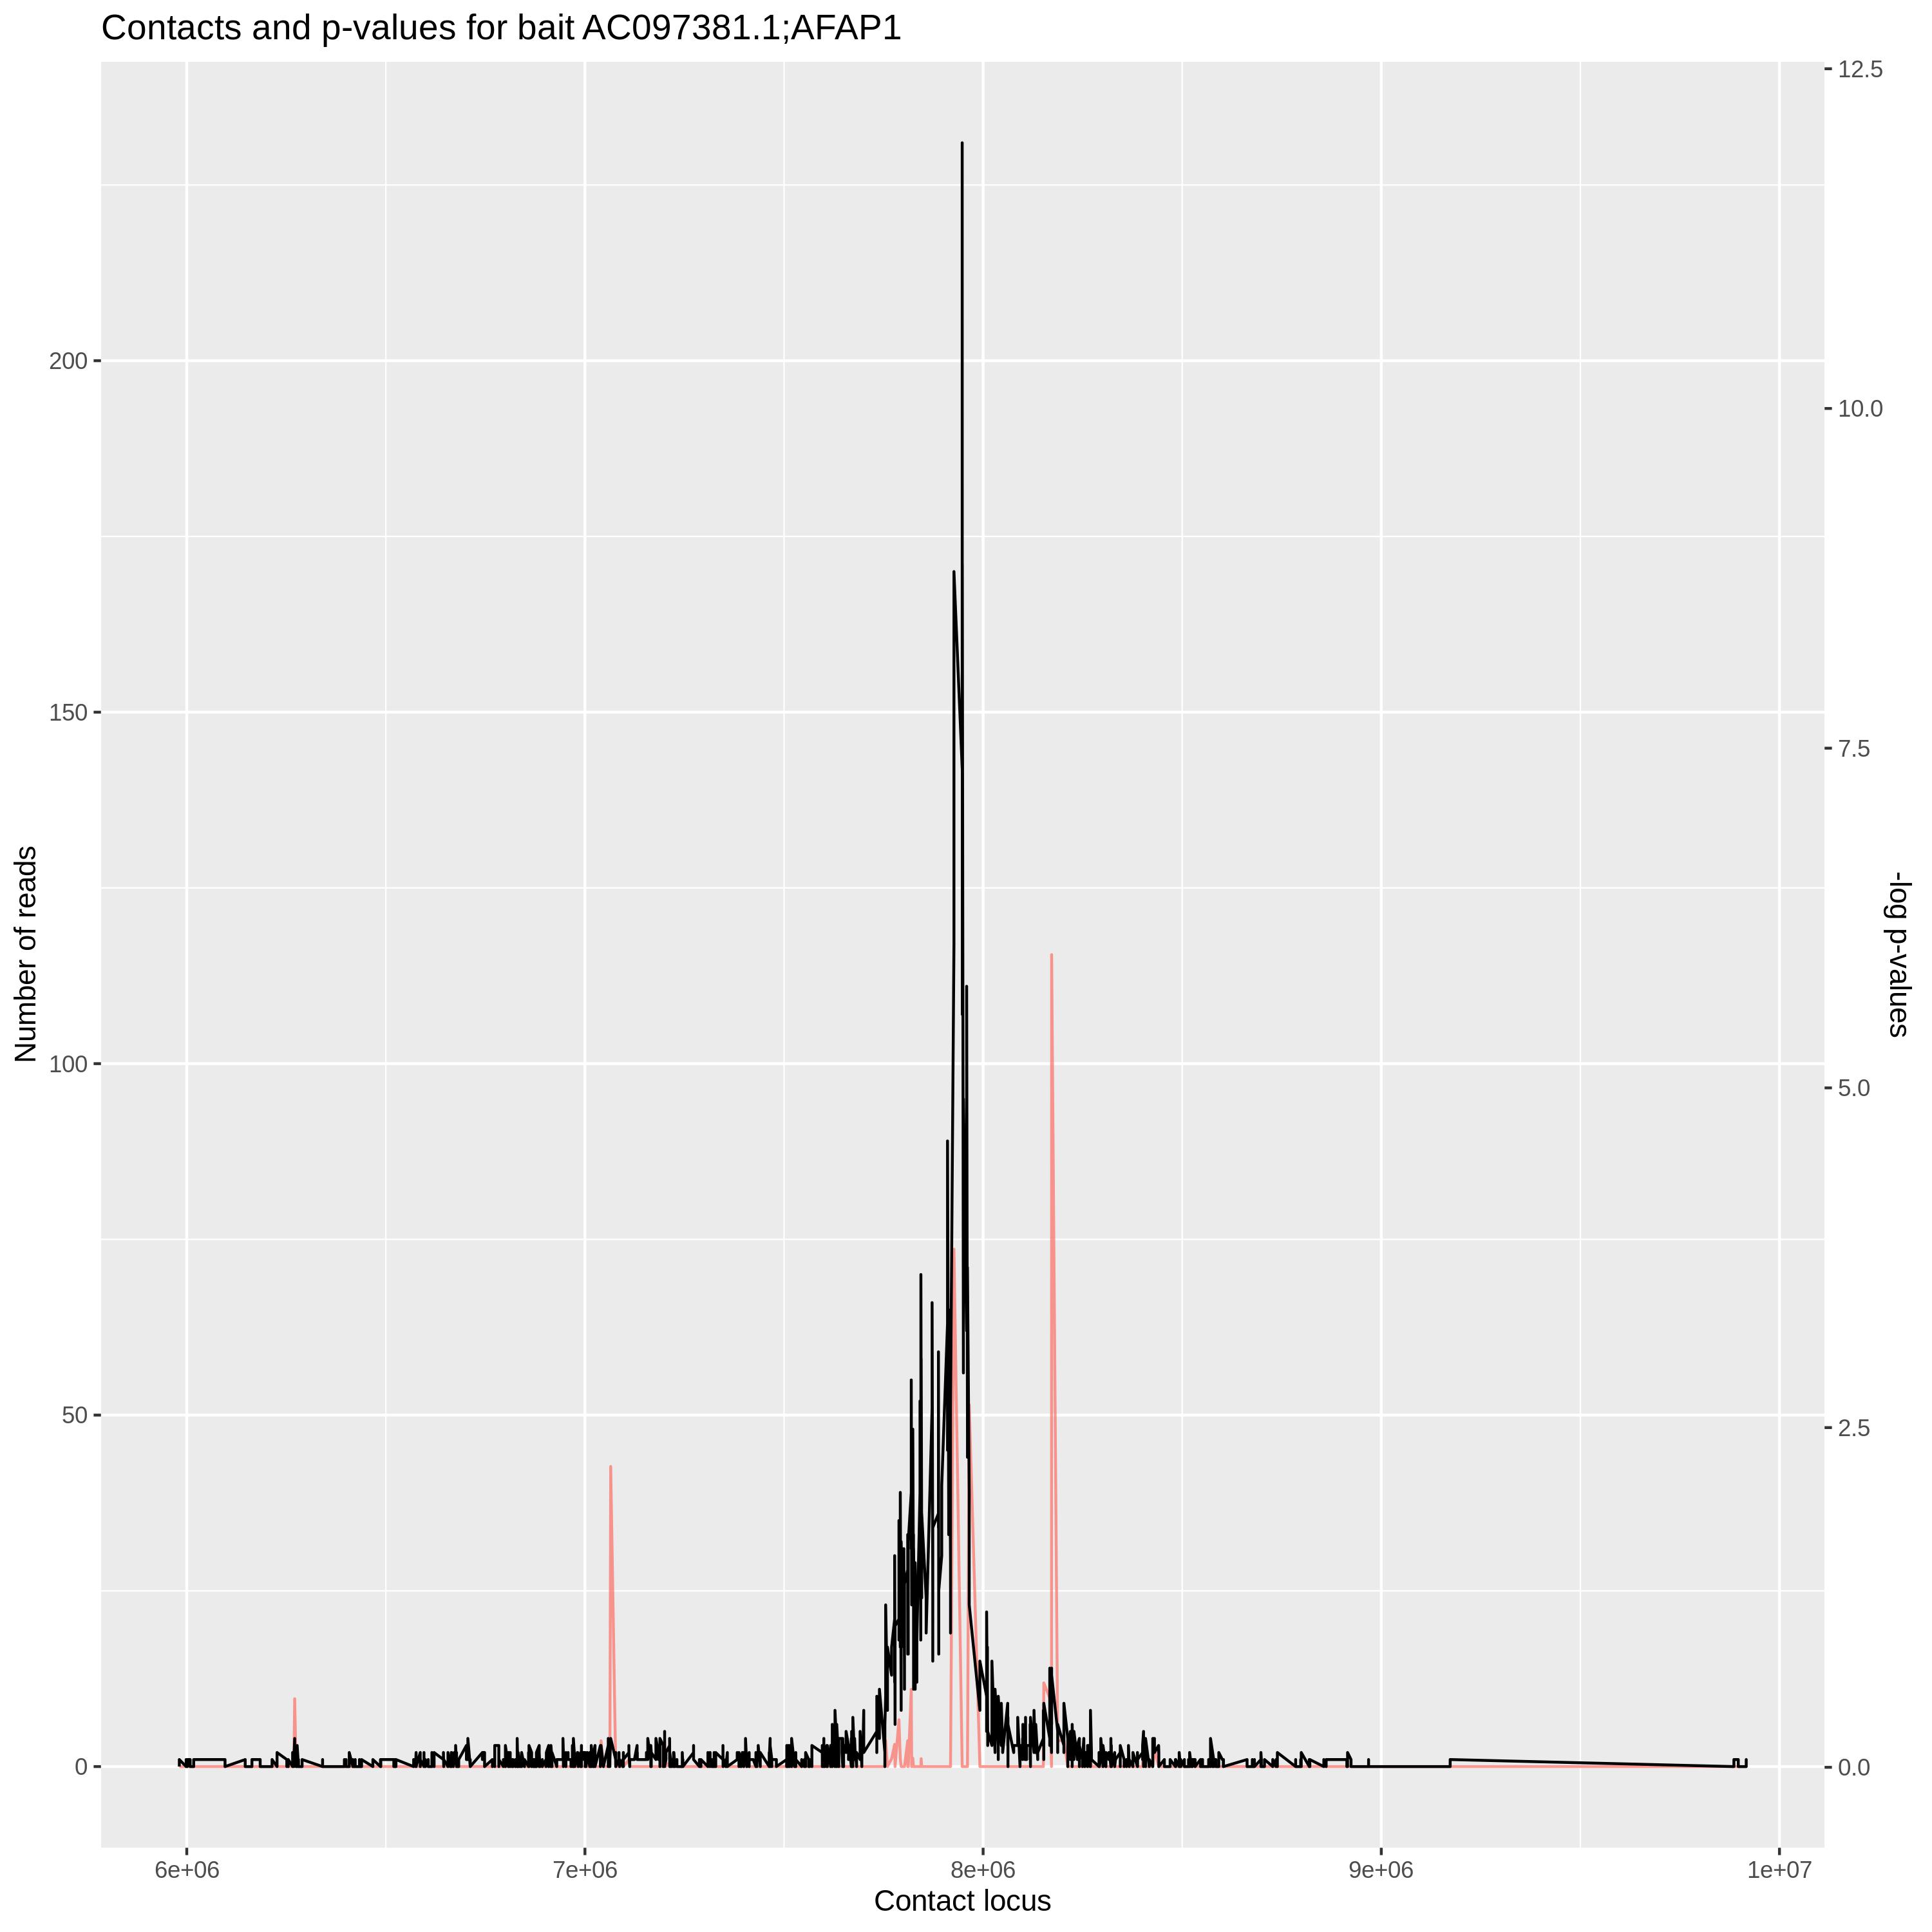 Contacts and p-values for bait AC097381.1;AFAP1
12.5
200
10.0
150
7.5
Number of reads
-log p-values
100
5.0
50
2.5
0
0.0
6e+06
7e+06
8e+06
9e+06
1e+07
Contact locus